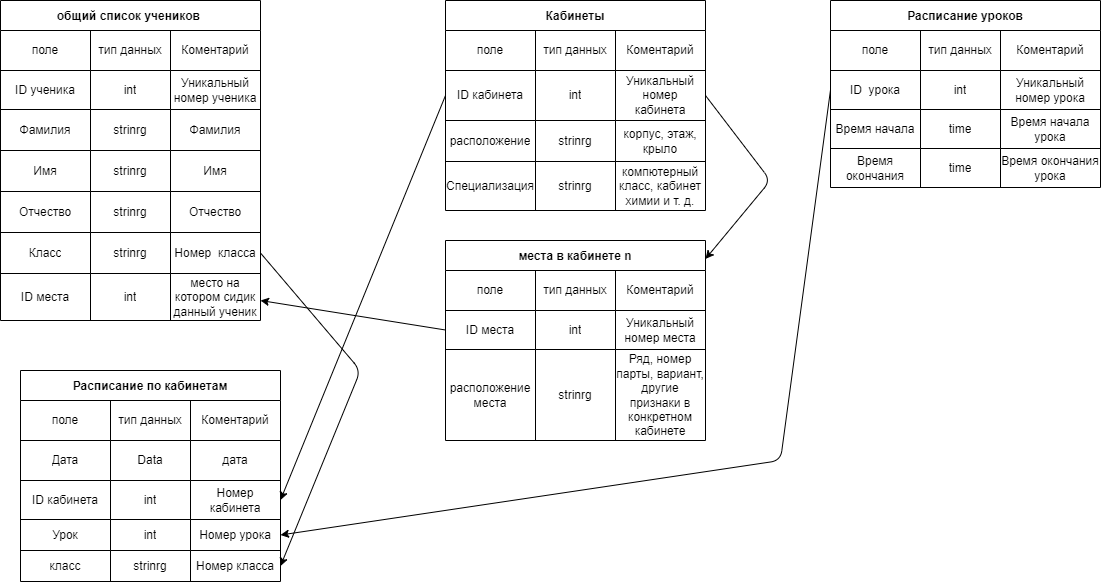 общий список учеников
поле тип данных Коментарий
ID ученика int Уникальный
номер ученика
Фамилия strinrg Фамилия
Имя strinrg Имя
Отчество strinrg Отчество
Класс strinrg Номер класса
ID места int место на
котором сидик
данный ученик
Кабинеты
поле тип данных Коментарий
ID кабинета int Уникальный
номер
кабинета
расположение strinrg корпус, этаж,
крыло
Специализация strinrg компютерный
класс, кабинет
химии и т. д.
Расписание уроков
поле тип данных Коментарий
ID урока int Уникальный
номер урока
Время начала time Время начала
урока
Время
окончания time Время окончания
урока
места в кабинете n
поле тип данных Коментарий
ID места int Уникальный
номер места
расположение
места strinrg Ряд, номер
парты, вариант,
другие
признаки в
конкретном
кабинете
Расписание по кабинетам
поле тип данных Коментарий
Дата Data дата
ID кабинета int Номер
кабинета
Урок int Номер урока
класс strinrg Номер класса